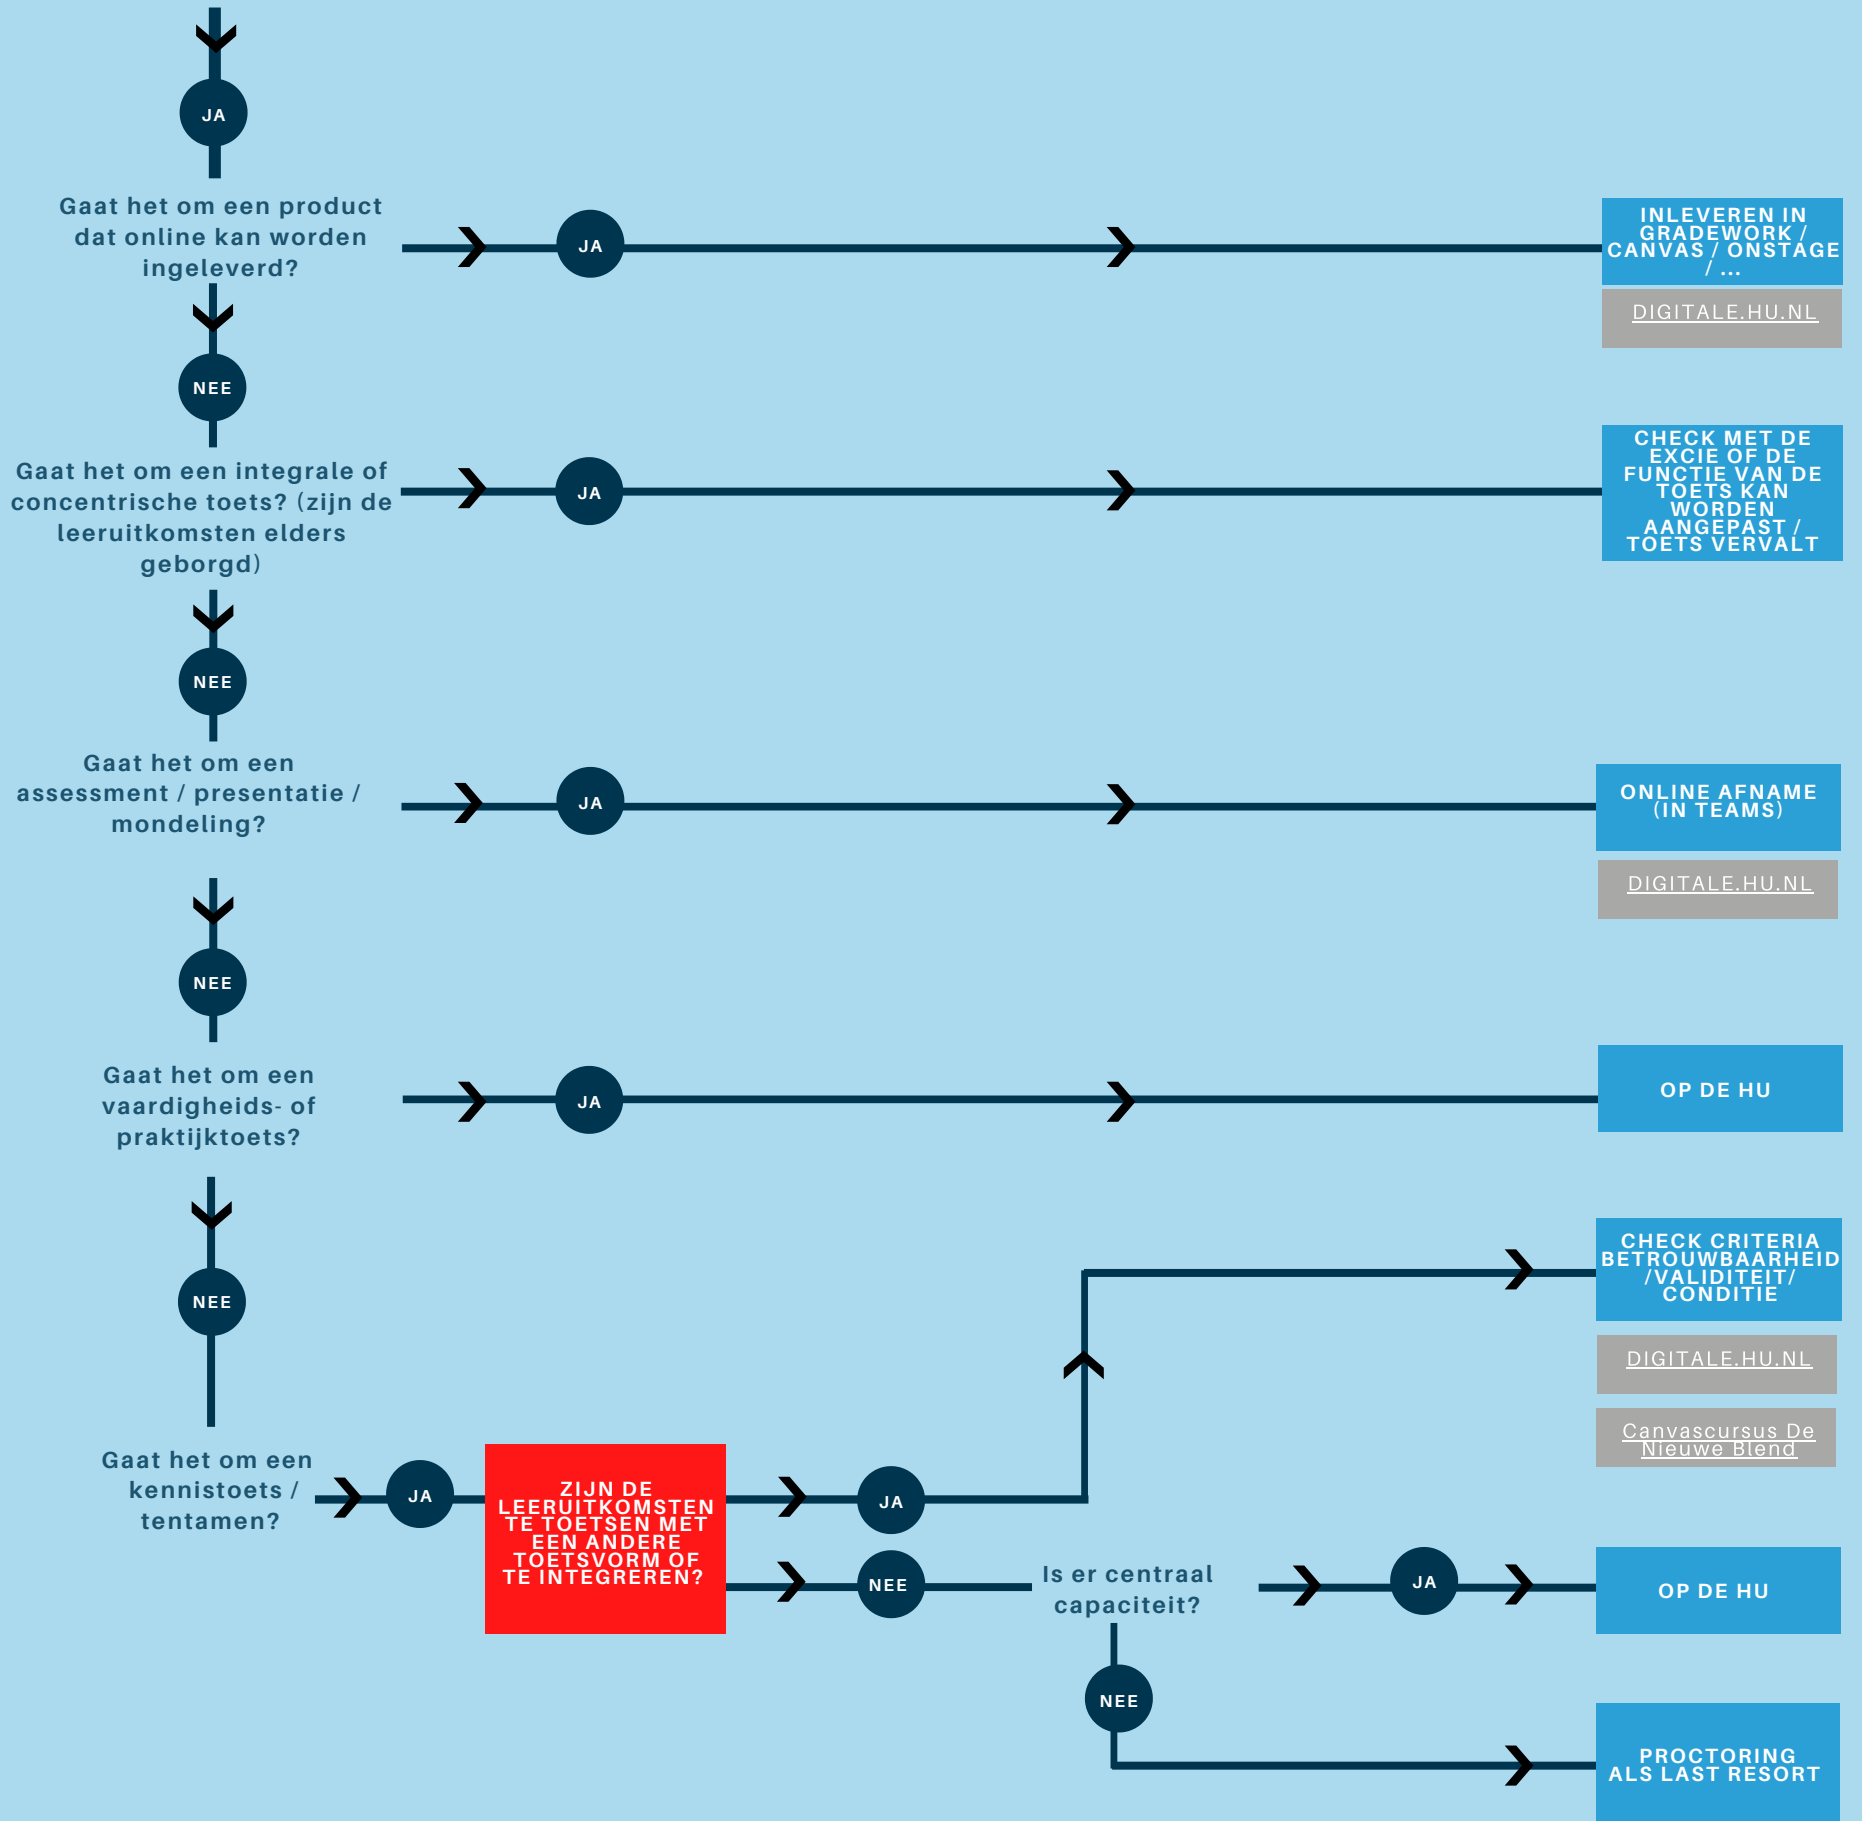 JA
Gaat het om een product
dat online kan worden
ingeleverd?
JA
INLEVEREN IN
GRADEWORK /
CANVAS / ONSTAGE
/ ...
DIGITALE.HU.NL
NEE
Gaat het om een integrale of
concentrische toets? (zijn de
leeruitkomsten elders
geborgd)
JA
CHECK MET DE
EXCIE OF DE
FUNCTIE VAN DE
TOETS KAN
WORDEN
AANGEPAST /
TOETS VERVALT
NEE
Gaat het om een
assessment / presentatie /
mondeling?
JA
ONLINE AFNAME
(IN TEAMS)
DIGITALE.HU.NL
NEE
Gaat het om een
vaardigheids- of
praktijktoets?
JA
OP DE HU
NEE
CHECK CRITERIA
BETROUWBAARHEID
/VALIDITEIT/
CONDITIE
DIGITALE.HU.NL
Canvascursus De
Nieuwe Blend
Gaat het om een
kennistoets /
tentamen?
JA
ZIJN DE
LEERUITKOMSTEN
TE TOETSEN MET
EEN ANDERE
TOETSVORM OF
TE INTEGREREN?
JA
NEE
Is er centraal
capaciteit?
JA
OP DE HU
NEE
PROCTORING
ALS LAST RESORT